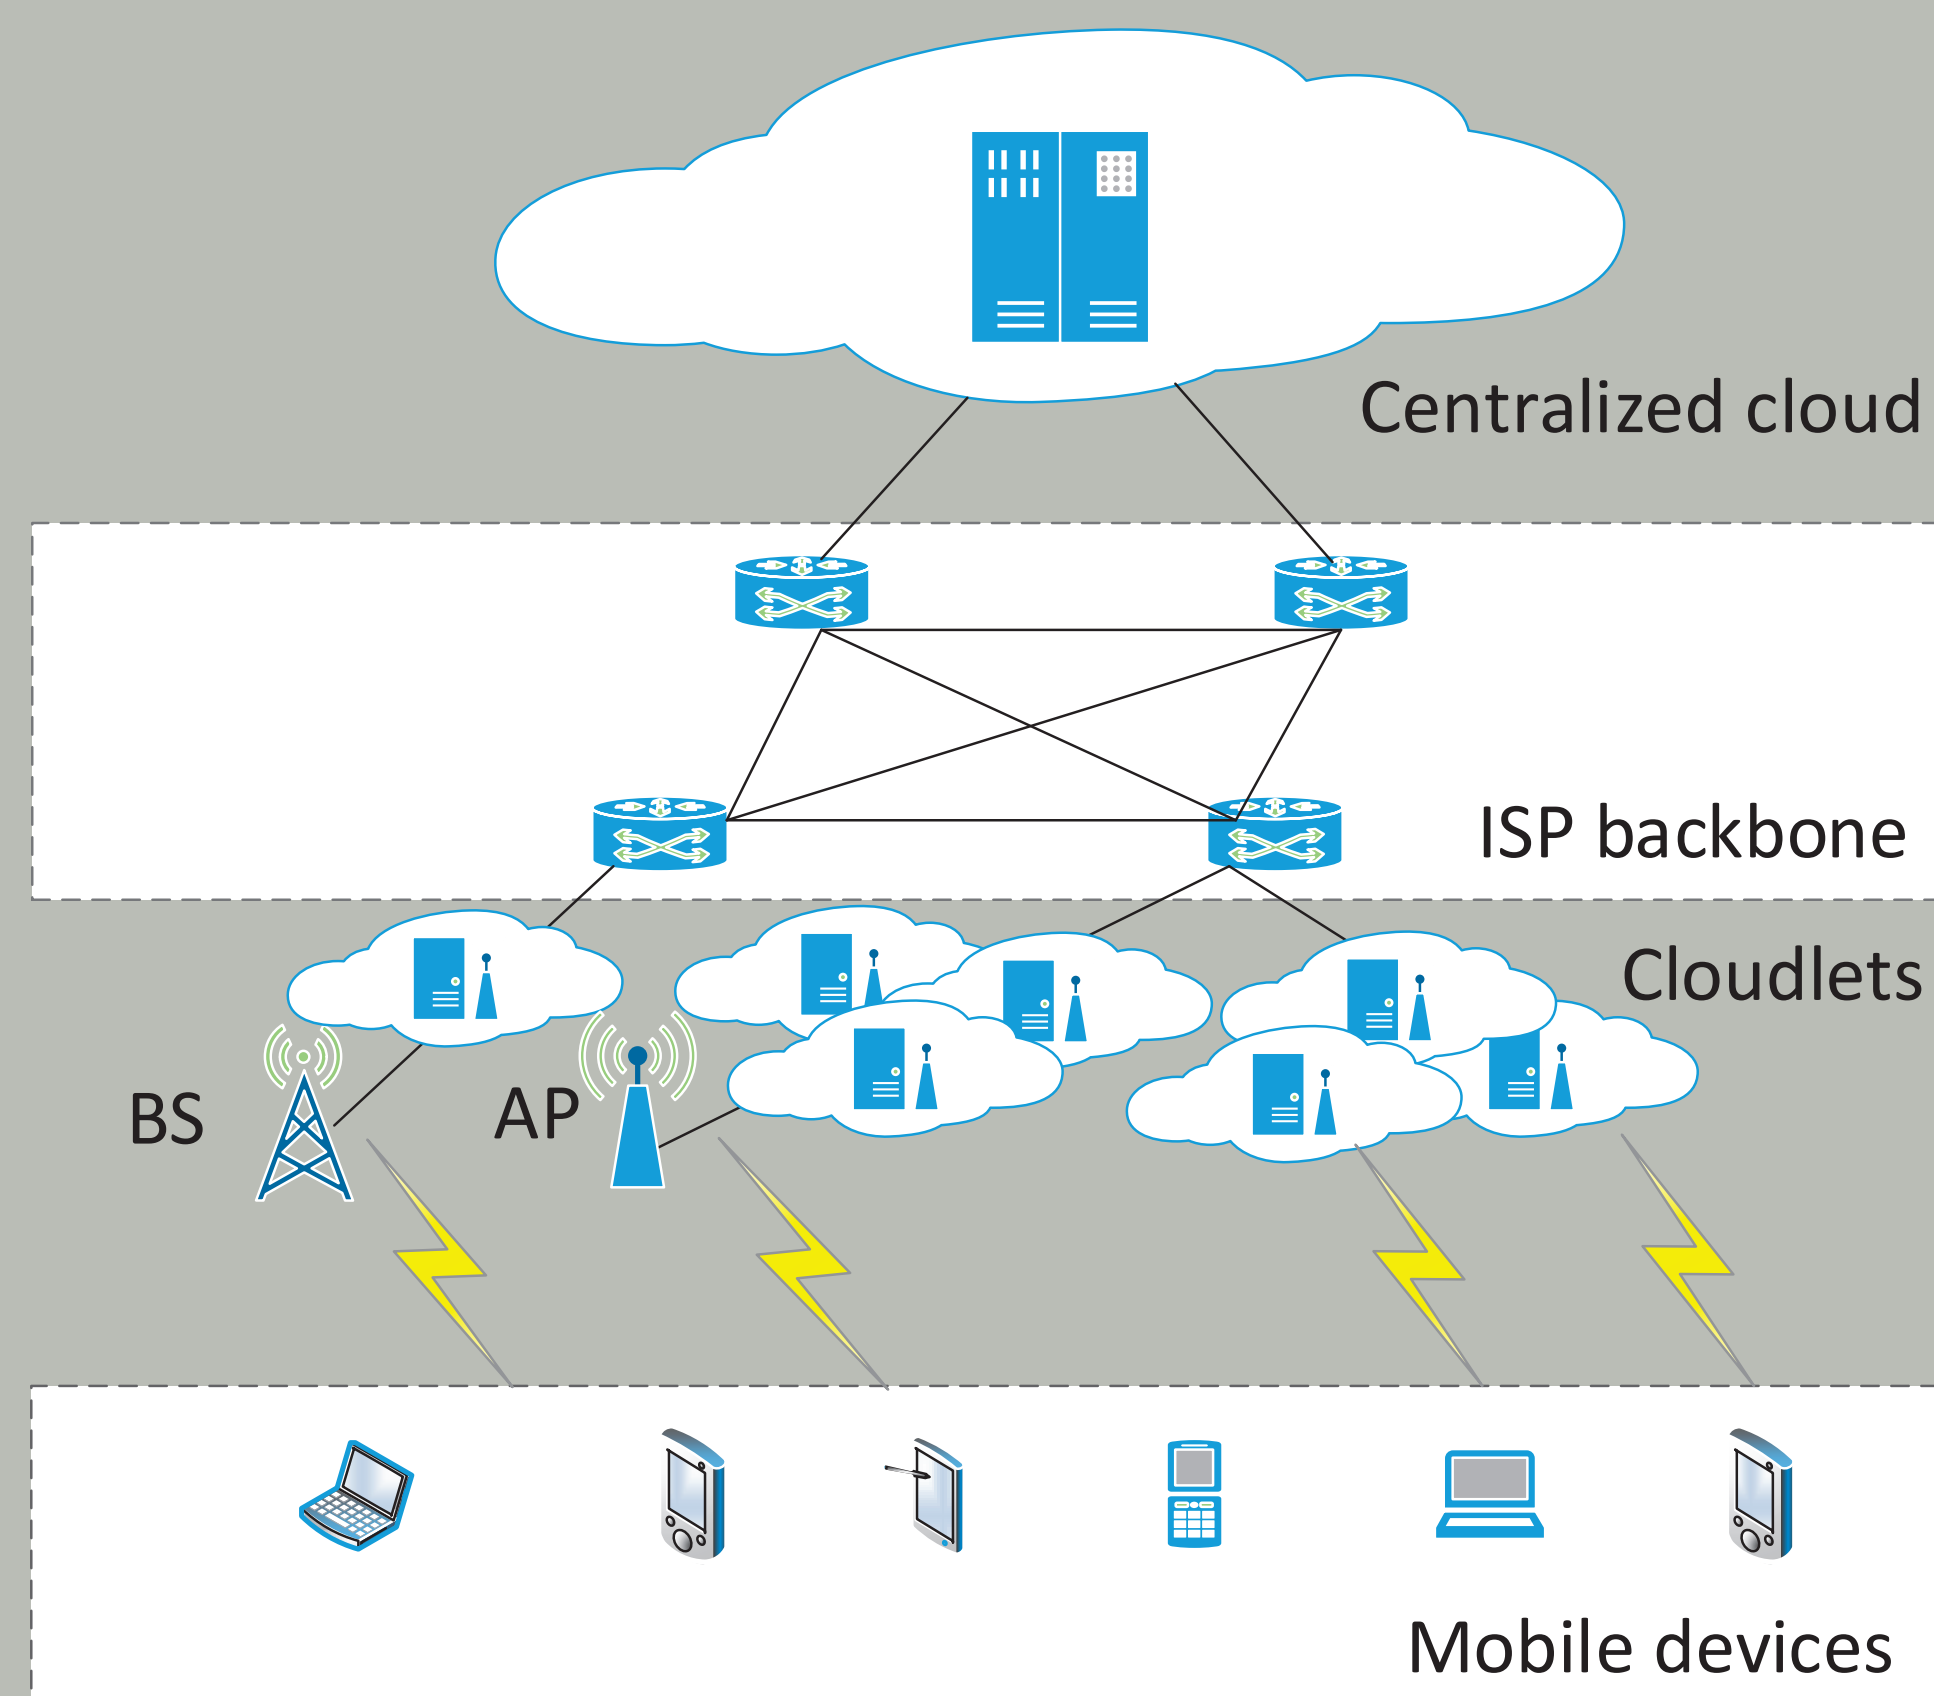 Centralized cloud
ISP backbone
Cloudlets
BS
AP
Mobile devices